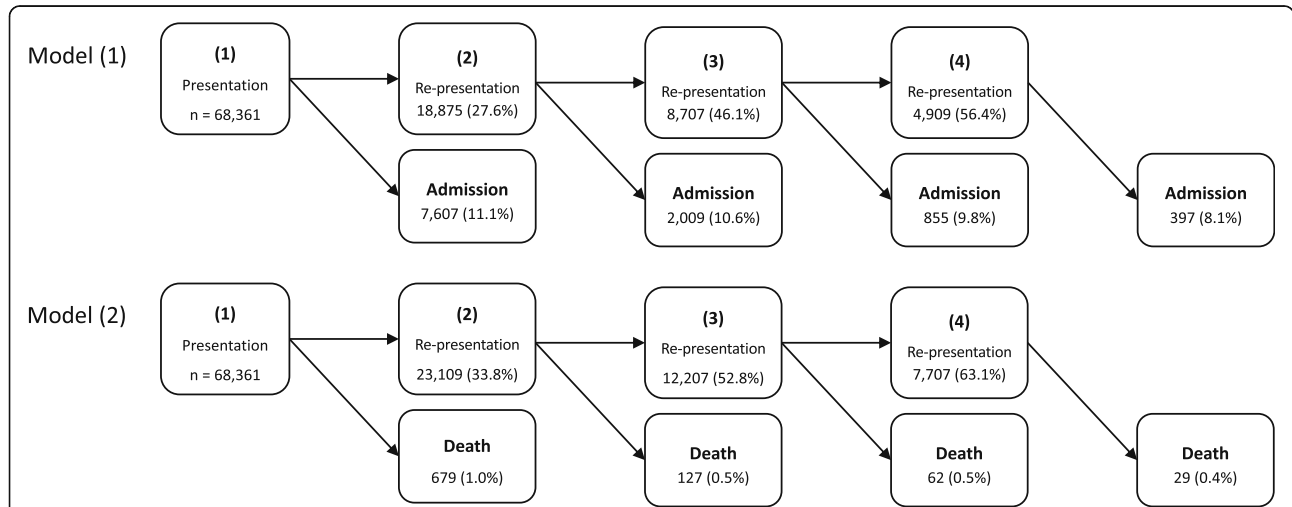 Model (1)
(1)
Presentation
n = 68,361
(2)
Re-presentation
18,875 (27.6%)
(3)
Re-presentation
8,707 (46.1%)
(4)
Re-presentation
4,909 (56.4%)
Admission
7,607 (11.1%)
Admission
2,009 (10.6%)
Admission
855 (9.8%)
Admission
397 (8.1%)
Model (2)
(1)
Presentation
n = 68,361
(2)
Re-presentation
23,109 (33.8%)
(3)
Re-presentation
12,207 (52.8%)
(4)
Re-presentation
7,707 (63.1%)
Death
679 (1.0%)
Death
127 (0.5%)
Death
62 (0.5%)
Death
29 (0.4%)